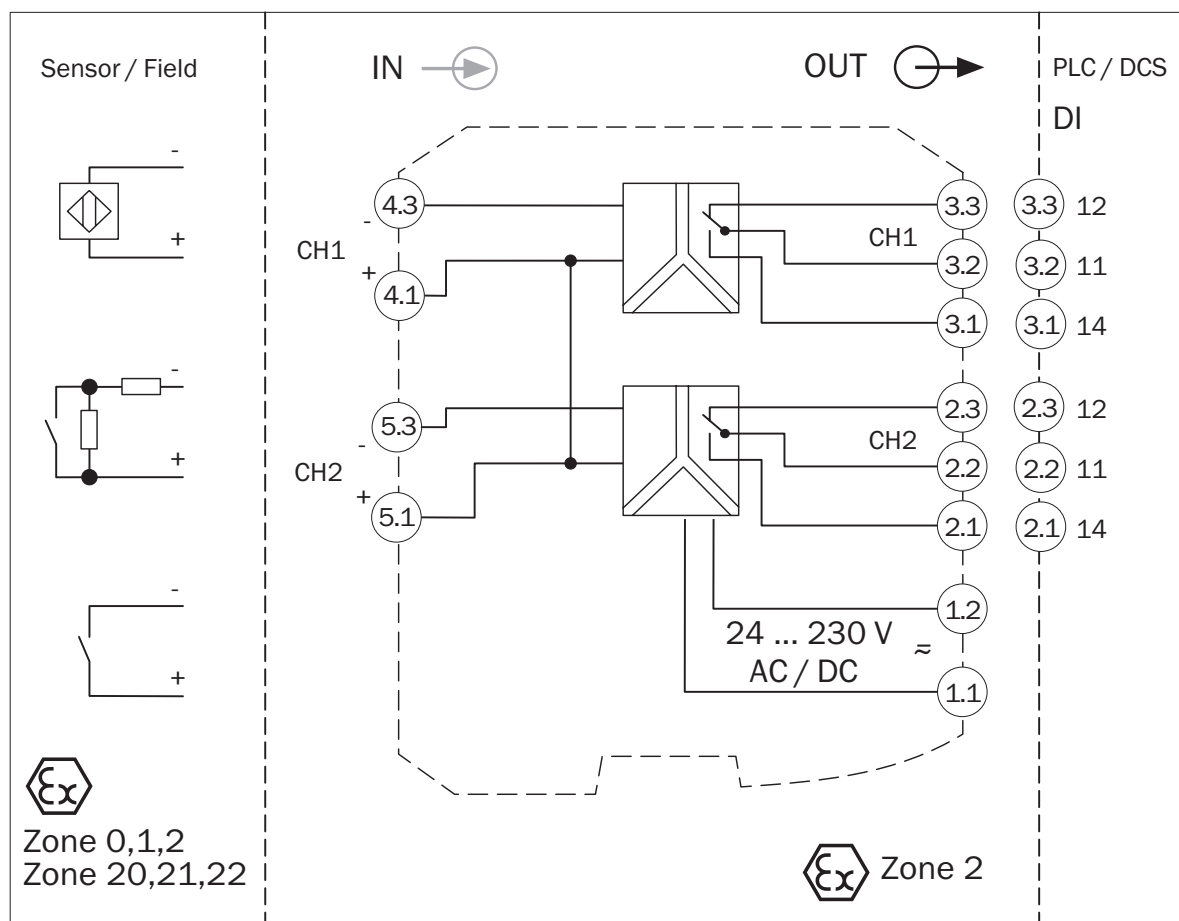 Sensor / Field
IN
OUT
PLC / DCS
DI
-
+
-
+
-
+
Ex
Zone 0,1,2
Zone 20,21,22
CH1
4.3
-
+
4.1
CH2
5.3
-
+
5.1
CH1
3.3
3.2
3.1
CH2
2.3
2.2
2.1
24 ... 230 V
AC / DC
≂
1.2
1.1
3.3 12
3.2 11
3.1 14
2.3 12
2.2 11
2.1 14
Ex Zone 2